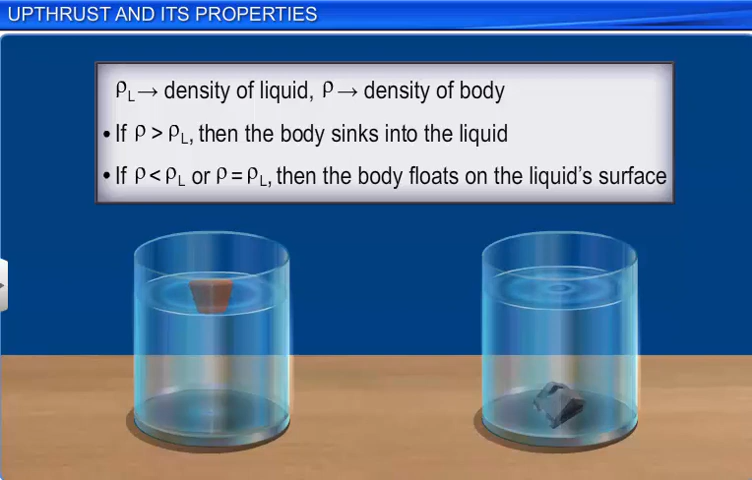 UPTHRUST AND ITS PROPERTIES
ρL → density of liquid, ρ → density of body
• If ρ > ρL, then the body sinks into the liquid
• If ρ < ρL or ρ = ρL, then the body floats on the liquid's surface